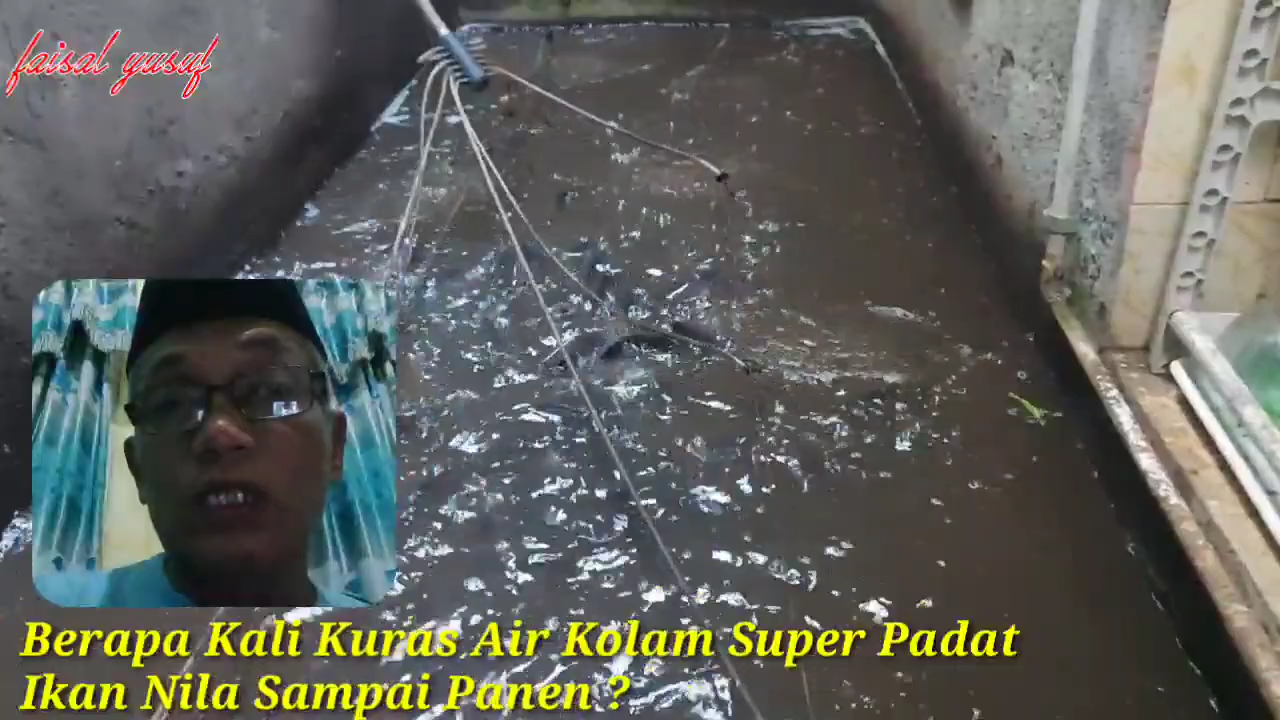 faisal yusuf
Berapa Kali Kuras Air Kolam Super Padat
Ikan Nila Sampai Panen ?